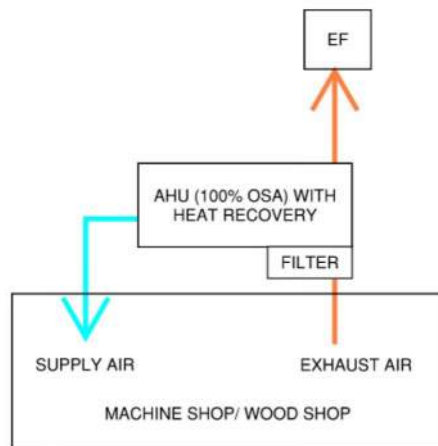 EF
AHU (100% OSA) WITH
HEAT RECOVERY
FILTER
SUPPLY AIR
EXHAUST AIR
MACHINE SHOP/ WOOD SHOP